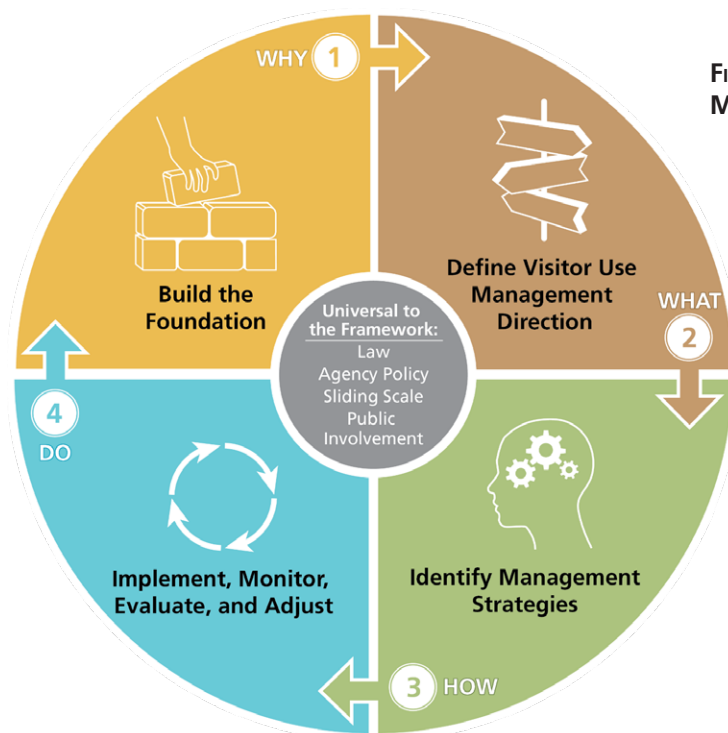 WHY 1
Build the
Foundation
Define Visitor Use
Management
Direction
WHAT
2
Universal to
the Framework:
Law
Agency Policy
Sliding Scale
Public
Involvement
Identify Management
Strategies
3 HOW
Implement, Monitor,
Evaluate, and Adjust
4
DO